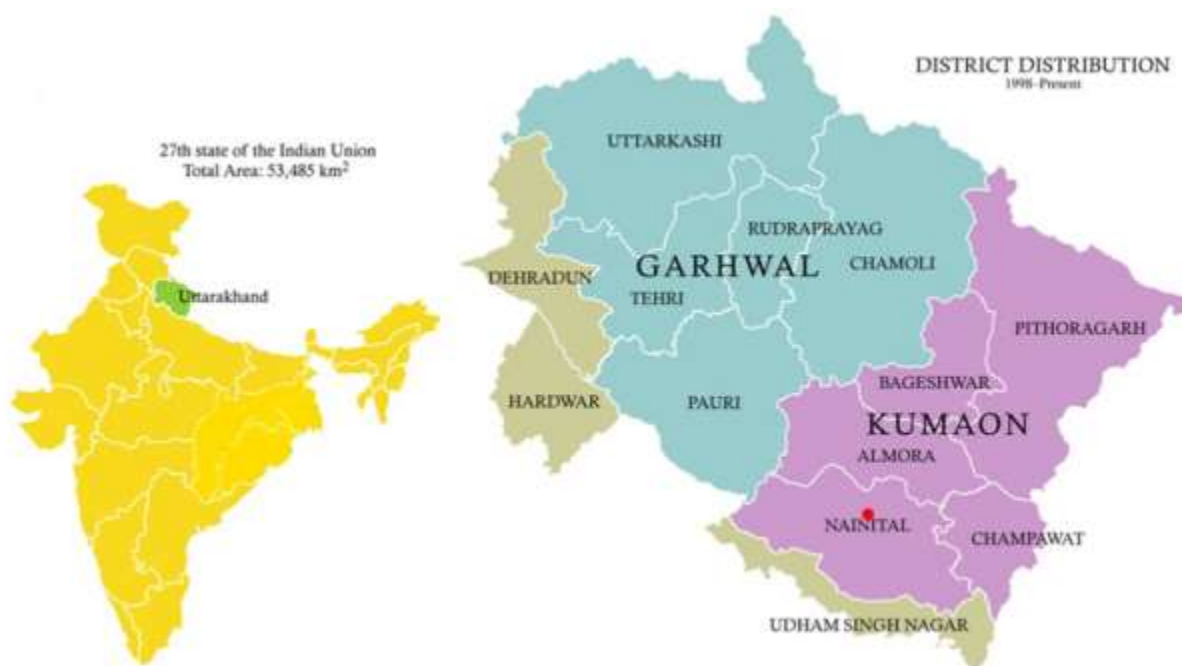 DISTRICT DISTRIBUTION
1998-Present
27th state of the Indian Union
Total Area: 53,485 km²
Uttarakhand
UTTARKASHI
RUDRAPRAYAG
GARHWAL
CHAMOLI
DEHRADUN
TEHRI
PITHORAGARH
BAGESHWAR
HARDWAR
PAURI
KUMAON
ALMORA
NAINITAL
CHAMPAWAT
UDHAM SINGH NAGAR